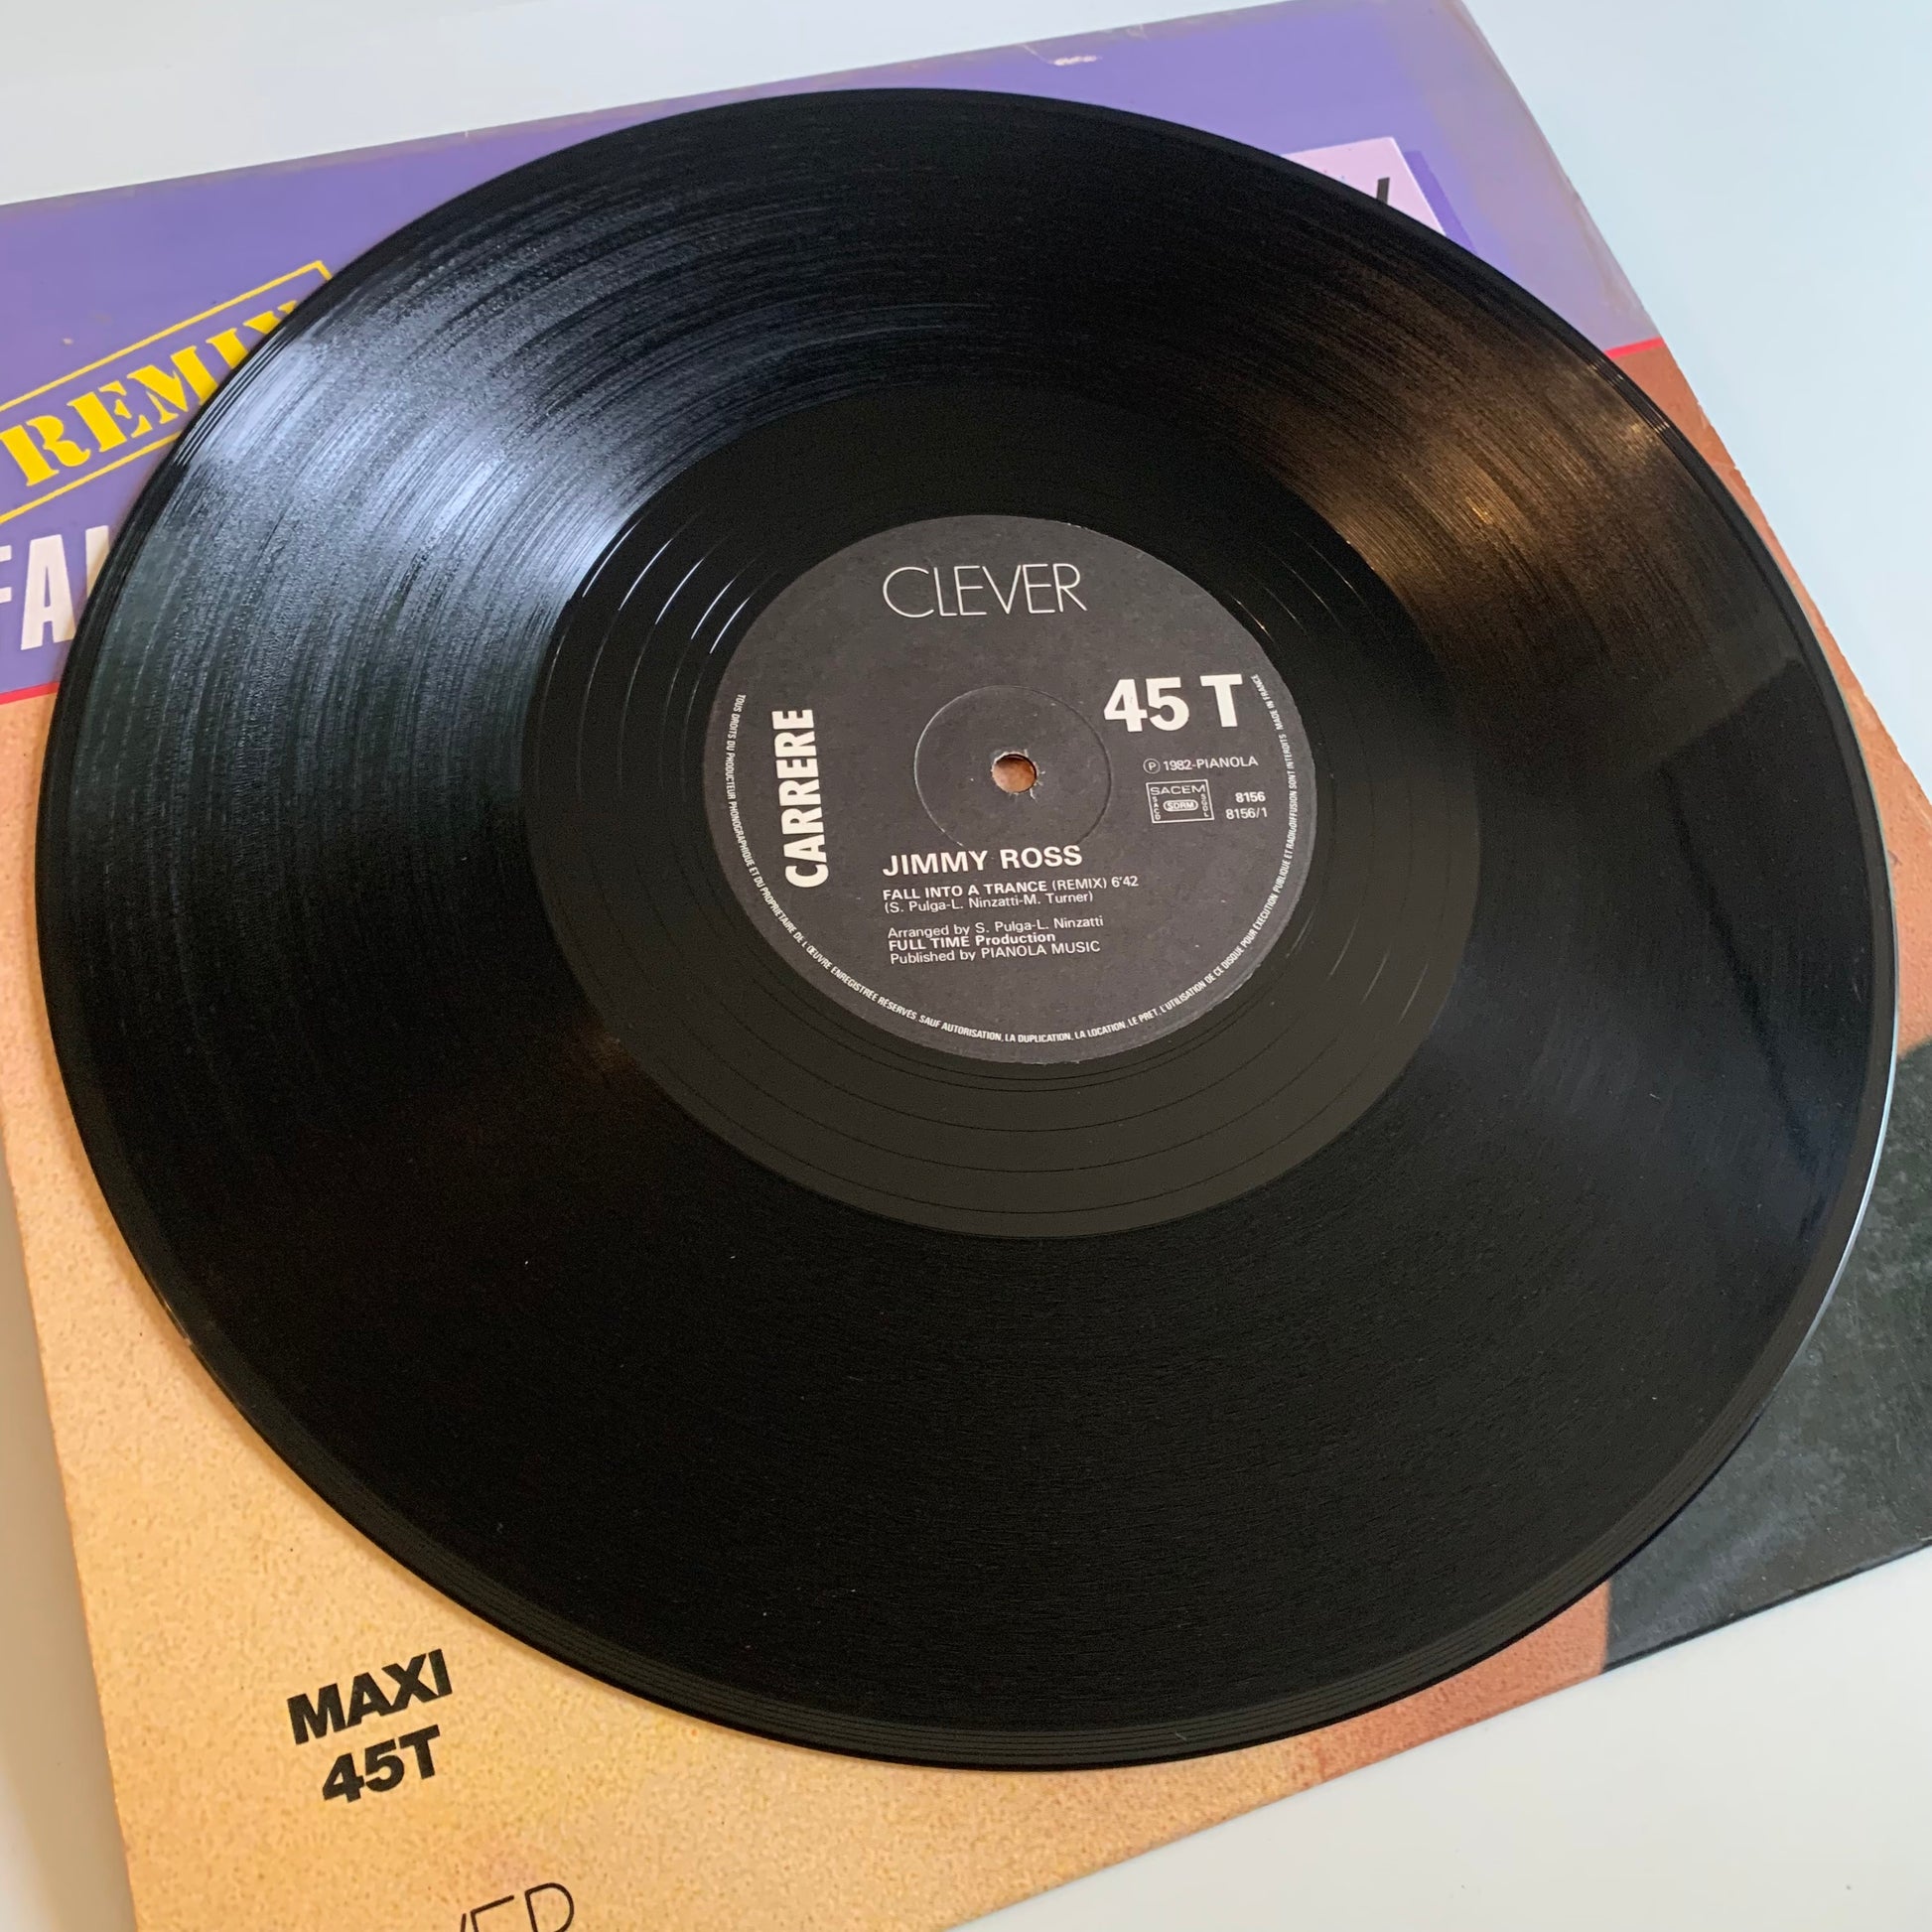 REMIX
FA
CLEVER
45 T
CARRERE
Ⓟ 1982-PIANOLA
SACEM
SACD SDRM SGDL
8156
8156/1
JIMMY ROSS
FALL INTO A TRANCE (REMIX) 6'42
(S. Pulga-L. Ninzatti-M. Turner)
Arranged by S. Pulga-L. Ninzatti
FULL TIME Production
Published by PIANOLA MUSIC
TOUS DROITS DU PRODUCTEUR PHONOGRAPHIQUE ET DU PROPRIETAIRE DE L'ŒUVRE ENREGISTREE RESERVES. SAUF AUTORISATION, LA DUPLICATION, LA LOCATION, LE PRET, L'UTILISATION DE CE DISQUE POUR EXECUTION PUBLIQUE ET RADIODIFFUSION SONT INTERDITS. MADE IN FRANCE
MAXI
45T
VER